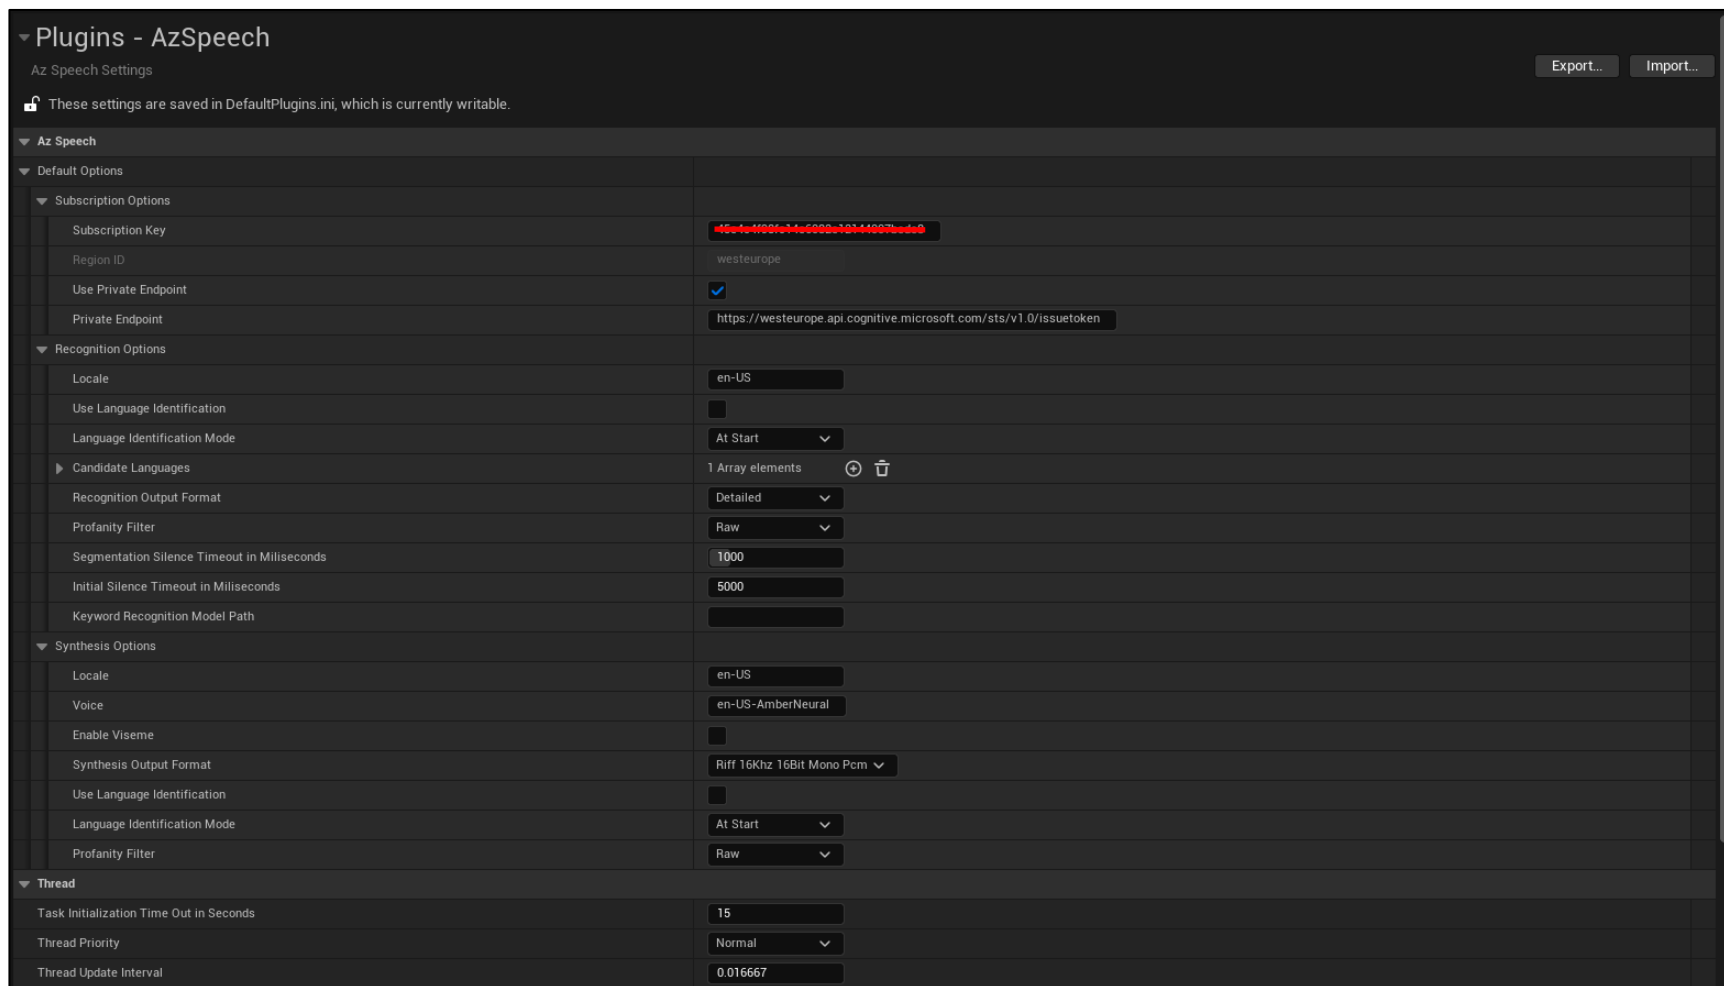 Plugins - AzSpeech
Az Speech Settings
Export...
Import...
These settings are saved in DefaultPlugins.ini, which is currently writable.
Az Speech
Default Options
Subscription Options
Subscription Key
Region ID westeurope
Use Private Endpoint
Private Endpoint https://westeurope.api.cognitive.microsoft.com/sts/v1.0/issuetoken
Recognition Options
Locale en-US
Use Language Identification
Language Identification Mode At Start
Candidate Languages 1 Array elements
Recognition Output Format Detailed
Profanity Filter Raw
Segmentation Silence Timeout in Miliseconds 1000
Initial Silence Timeout in Miliseconds 5000
Keyword Recognition Model Path
Synthesis Options
Locale en-US
Voice en-US-AmberNeural
Enable Viseme
Synthesis Output Format Riff 16Khz 16Bit Mono Pcm
Use Language Identification
Language Identification Mode At Start
Profanity Filter Raw
Thread
Task Initialization Time Out in Seconds 15
Thread Priority Normal
Thread Update Interval 0.016667